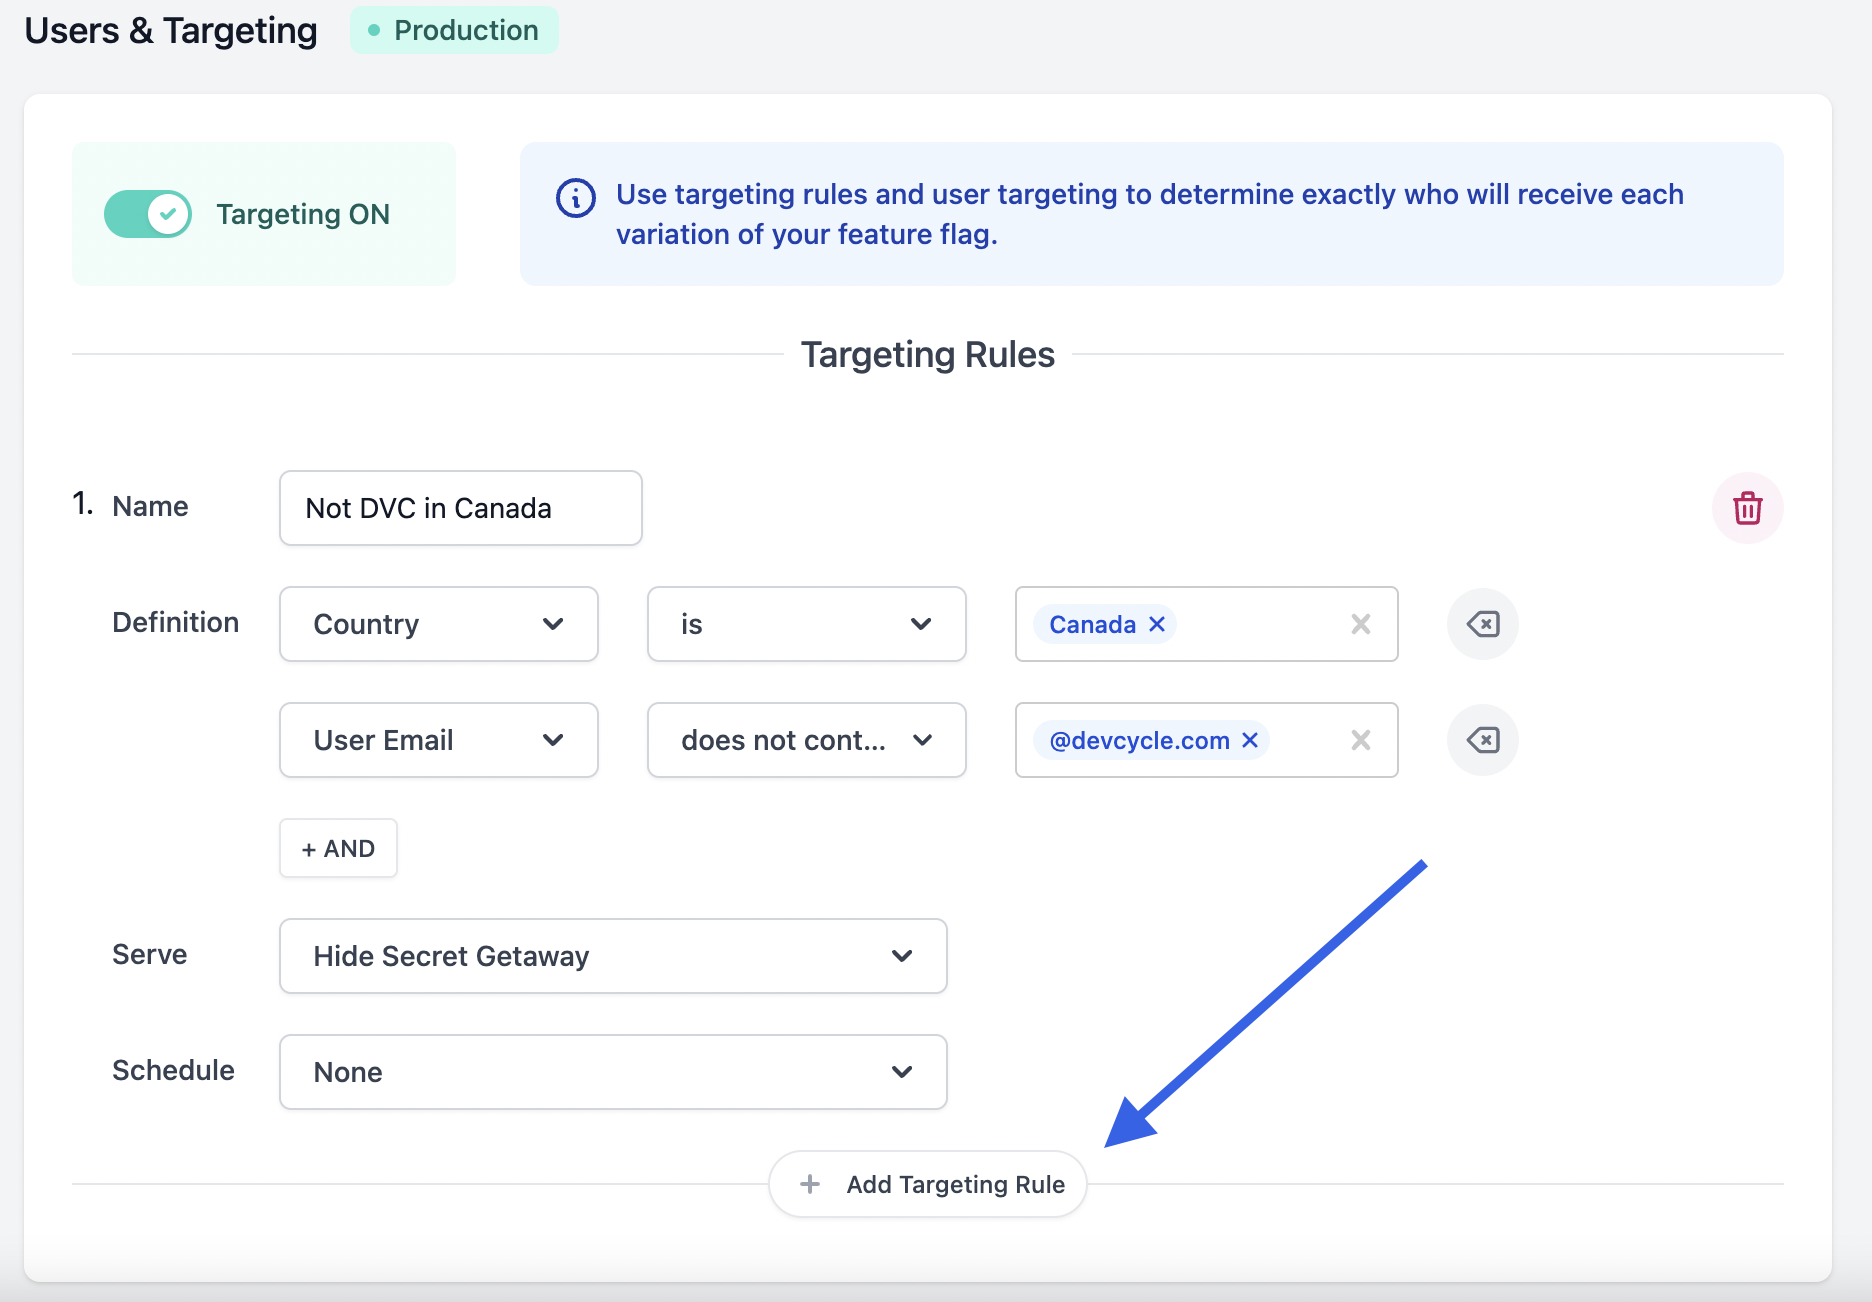 Users & Targeting
Production
Targeting ON
Use targeting rules and user targeting to determine exactly who will receive each
variation of your feature flag.
Targeting Rules
1. Name
Not DVC in Canada
Definition
Country
is
Canada
User Email
does not cont...
@devcycle.com
+ AND
Serve
Hide Secret Getaway
Schedule
None
+ Add Targeting Rule